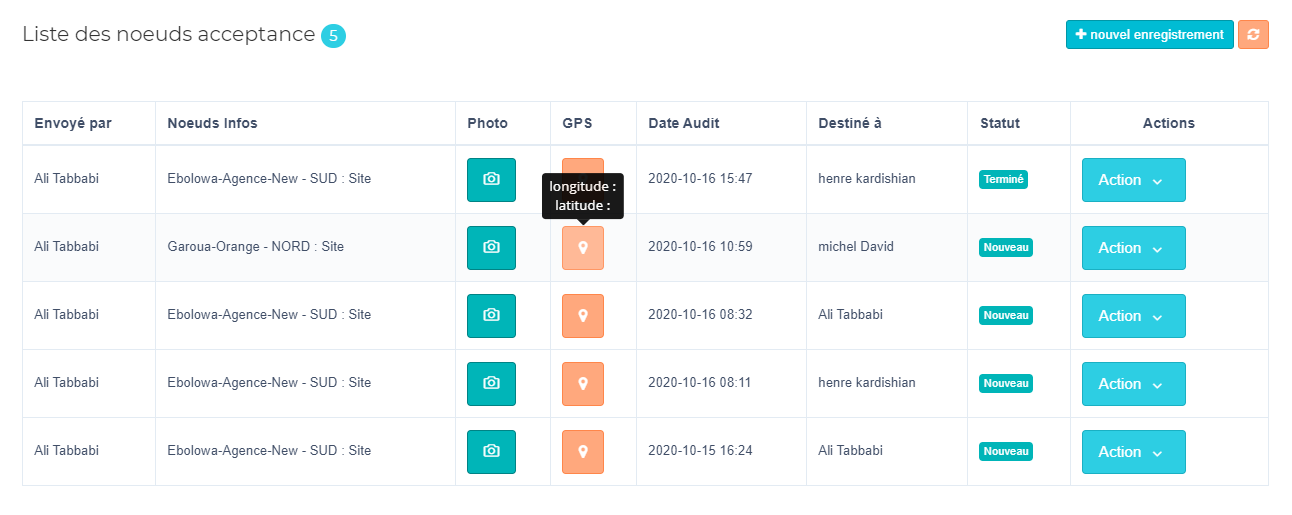 Liste des noeuds acceptance 5
nouvel enregistrement
Envoyé par Noeuds Infos Photo GPS Date Audit Destiné à Statut Actions
Ali Tabbabi Ebolowa-Agence-New - SUD : Site 2020-10-16 15:47 henre kardishian Terminé Action
longitude :
latitude :
Ali Tabbabi Garoua-Orange - NORD : Site 2020-10-16 10:59 michel David Nouveau Action
Ali Tabbabi Ebolowa-Agence-New - SUD : Site 2020-10-16 08:32 Ali Tabbabi Nouveau Action
Ali Tabbabi Ebolowa-Agence-New - SUD : Site 2020-10-16 08:11 henre kardishian Nouveau Action
Ali Tabbabi Ebolowa-Agence-New - SUD : Site 2020-10-15 16:24 Ali Tabbabi Nouveau Action